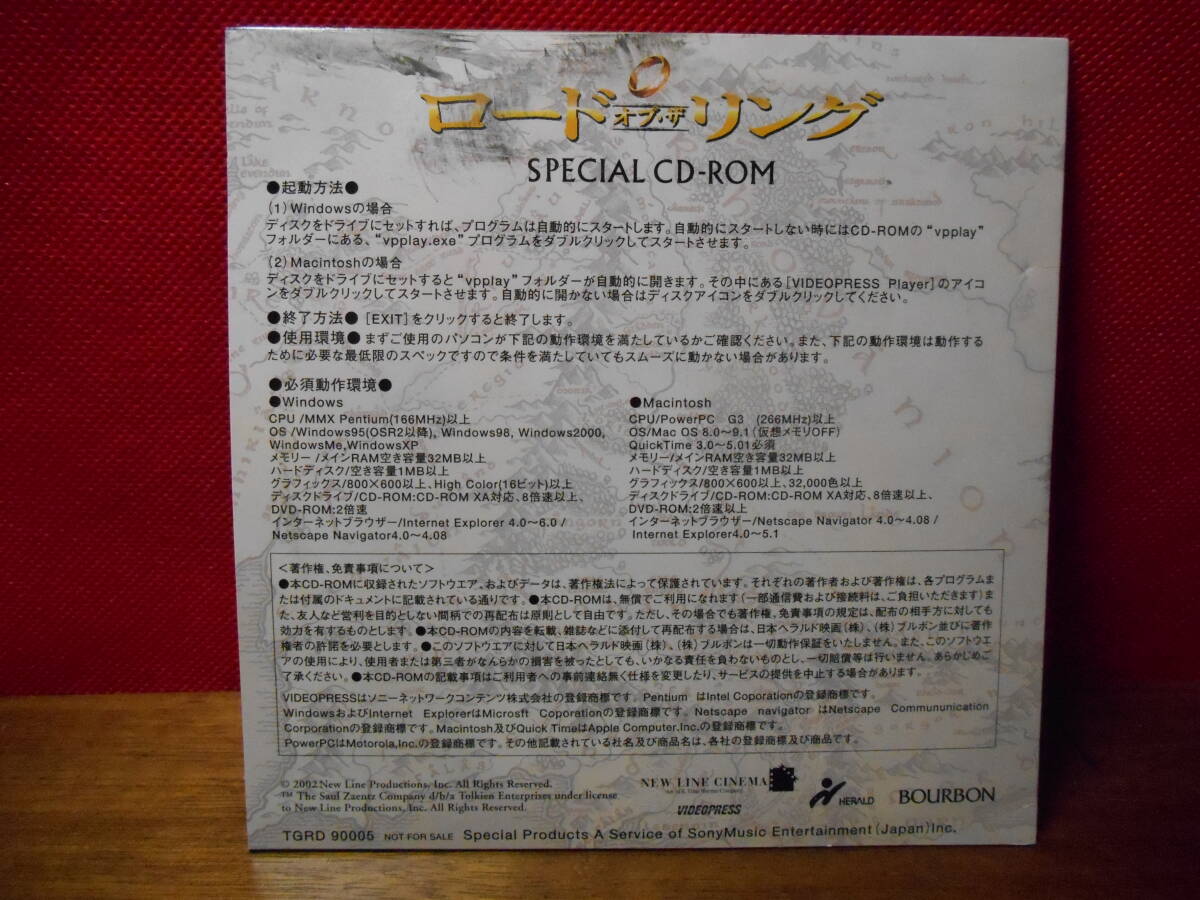 ロード オブ・ザ リング
SPECIAL CD-ROM
●起動方法●
(1)Windowsの場合
ディスクをドライブにセットすれば、プログラムは自動的にスタートします。自動的にスタートしない時にはCD-ROMの“vpplay”
フォルダーにある、“vpplay.exe”プログラムをダブルクリックしてスタートさせます。
(2)Macintoshの場合
ディスクをドライブにセットすると“vpplay”フォルダーが自動的に開きます。その中にある[VIDEOPRESS Player]のアイコ
ンをダブルクリックしてスタートさせます。自動的に開かない場合はディスクアイコンをダブルクリックしてください。
●終了方法● [EXIT]をクリックすると終了します。
●使用環境● まずご使用のパソコンが下記の動作環境を満たしているかご確認ください。また、下記の動作環境は動作する
ために必要な最低限のスペックですので条件を満たしていてもスムーズに動かない場合があります。
●必須動作環境●
●Windows
CPU /MMX Pentium(166MHz)以上
OS /Windows95(OSR2以降), Windows98, Windows2000,
WindowsMe,WindowsXP
メモリー /メインRAM空き容量32MB以上
ハードディスク/空き容量1MB以上
グラフィックス/800×600以上、High Color(16ビット)以上
ディスクドライブ/CD-ROM:CD-ROM XA対応、8倍速以上、
DVD-ROM:2倍速
インターネットブラウザー/Internet Explorer 4.0～6.0 /
Netscape Navigator4.0～4.08
●Macintosh
CPU/PowerPC G3 (266MHz)以上
OS/Mac OS 8.0～9.1(仮想メモリOFF)
QuickTime 3.0～5.01必須
メモリー/メインRAM空き容量32MB以上
ハードディスク/空き容量1MB以上
グラフィックス/800×600以上、32,000色以上
ディスクドライブ/CD-ROM:CD-ROM XA対応、8倍速以上、
DVD-ROM:2倍速以上
インターネットブラウザー/Netscape Navigator 4.0～4.08 /
Internet Explorer4.0～5.1
＜著作権、免責事項について＞
●本CD-ROMに収録されたソフトウエア、およびデータは、著作権法によって保護されています。それぞれの著作者および著作権は、各プログラムま
たは付属のドキュメントに記載されている通りです。●本CD-ROMは、無償でご利用になれます(一部通信費および接続料は、ご負担いただきます)ま
た、友人など営利を目的としない間柄での再配布は原則として自由です。ただし、その場合でも著作権、免責事項の規定は、配布の相手方に対しても
効力を有するものとします。●本CD-ROMの内容を転載、雑誌などに添付して再配布する場合は、日本ヘラルド映画(株)、(株)ブルボン並びに著作
権者の許諾を必要とします。●このソフトウエアに対して日本ヘラルド映画(株)、(株)ブルボンは一切動作保証をいたしません。また、このソフトウエ
アの使用により、使用者または第三者がなんらかの損害を被ったとしても、いかなる責任を負わないものとし、一切賠償等は行いません。あらかじめご
了承ください。●本CD-ROMの記載事項はご利用者への事前連絡無く仕様を変更したり、サービスの提供を中止する場合があります。
VIDEOPRESSはソニーネットワークコンテンツ株式会社の登録商標です。Pentium はIntel Coporationの登録商標です。
WindowsおよびInternet ExplorerはMicrosft Coporationの登録商標です。Netscape navigator はNetscape Commununication
Corporationの登録商標です。Macintosh及びQuick TimeはApple Computer.Inc.の登録商標です。
PowerPCはMotorola,Inc.の登録商標です。その他記載されている社名及び商品名は、各社の登録商標及び商品です。
© 2002 New Line Productions, Inc. All Rights Reserved.
™ The Saul Zaentz Company d/b/a Tolkien Enterprises under license
to New Line Productions, Inc. All Rights Reserved.
NEW LINE CINEMA
VIDEOPRESS
HERALD
BOURBON
TGRD 90005 NOT FOR SALE Special Products A Service of SonyMusic Entertainment(Japan)Inc.